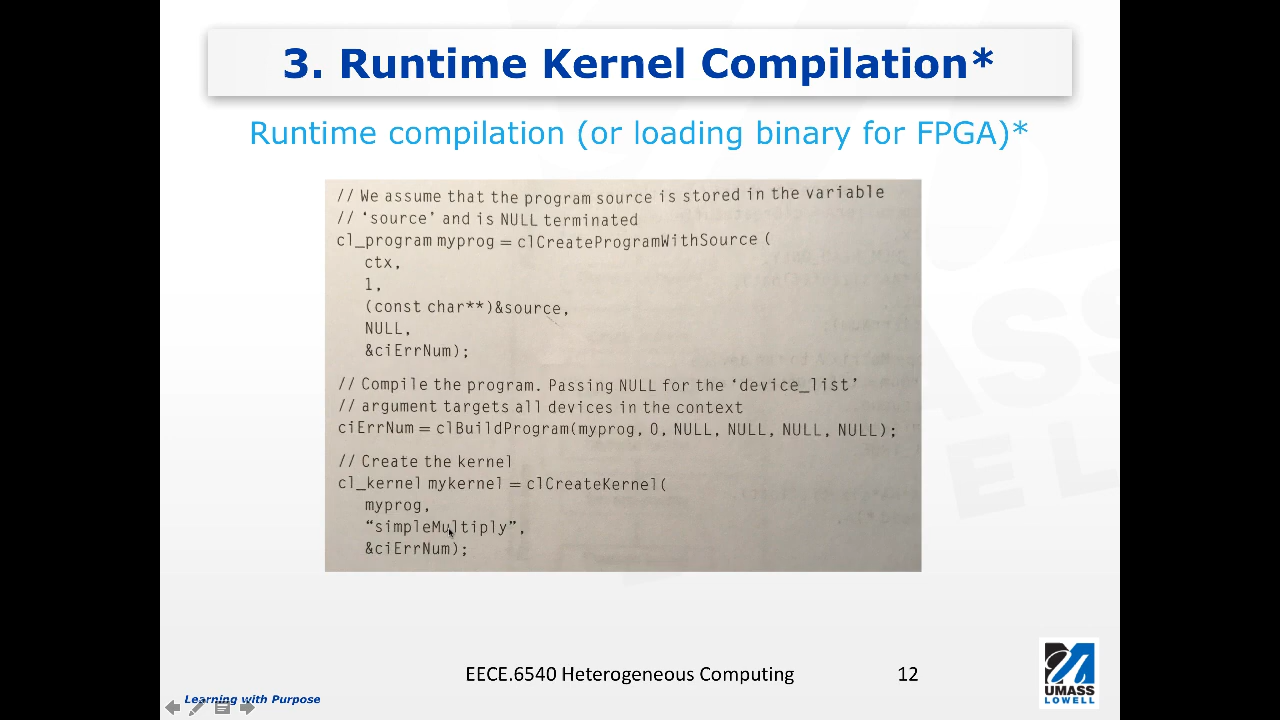 3. Runtime Kernel Compilation*
Runtime compilation (or loading binary for FPGA)*
// We assume that the program source is stored in the variable
// ‘source’ and is NULL terminated
cl_program myprog = clCreateProgramWithSource (
ctx,
1,
(const char**)&source,
NULL,
&ciErrNum);
// Compile the program. Passing NULL for the ‘device_list’
// argument targets all devices in the context
ciErrNum = clBuildProgram(myprog, 0, NULL, NULL, NULL, NULL);
// Create the kernel
cl_kernel mykernel = clCreateKernel(
myprog,
“simpleMultiply”,
&ciErrNum);
EECE.6540 Heterogeneous Computing
12
Learning with Purpose
UMASS
LOWELL